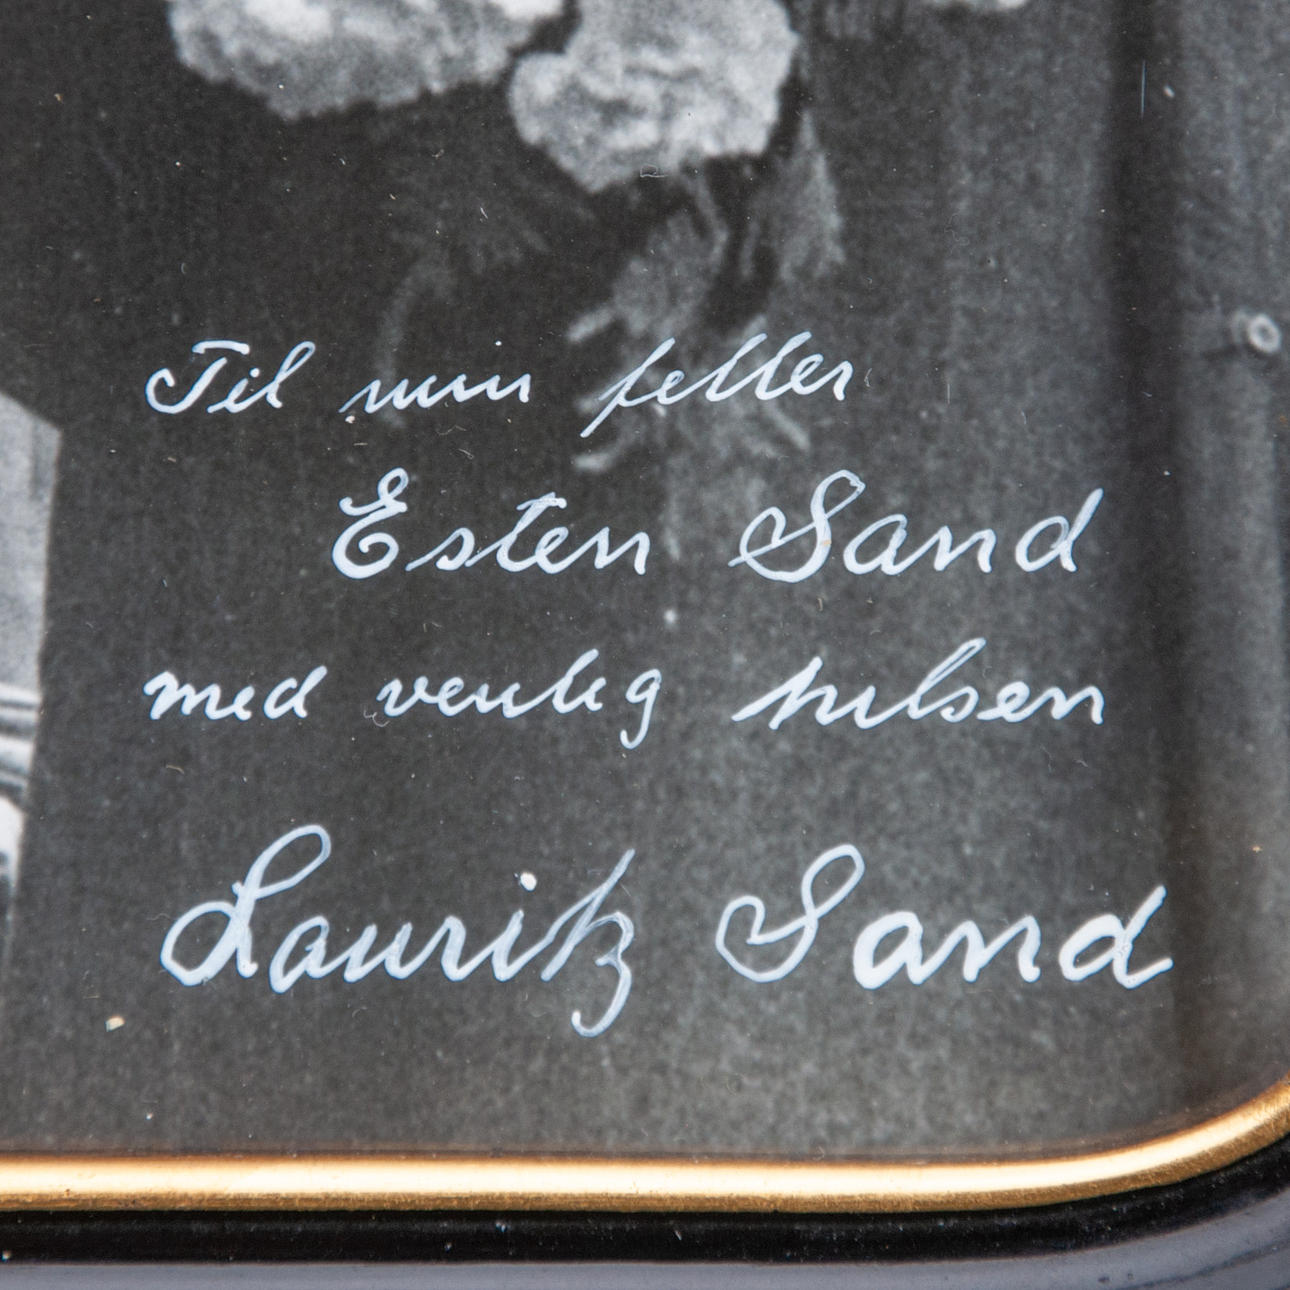 Til min fetter
Esten Sand
med venlig hilsen
Lauritz Sand